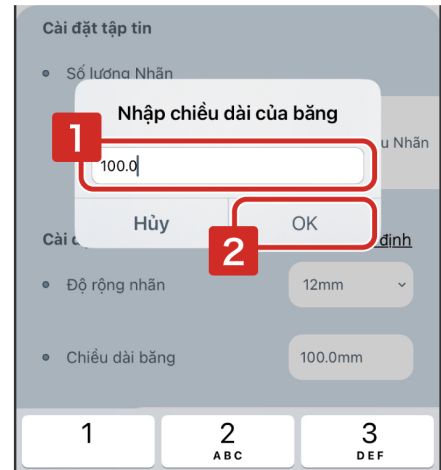 Cài đặt tập tin
Số lượng Nhãn
Nhập chiều dài của băng
1
u Nhãn
100.0
Hủy
OK
2
Cài định
Độ rộng nhãn
12mm
Chiều dài băng
100.0mm
1
2
ABC
3
DEF